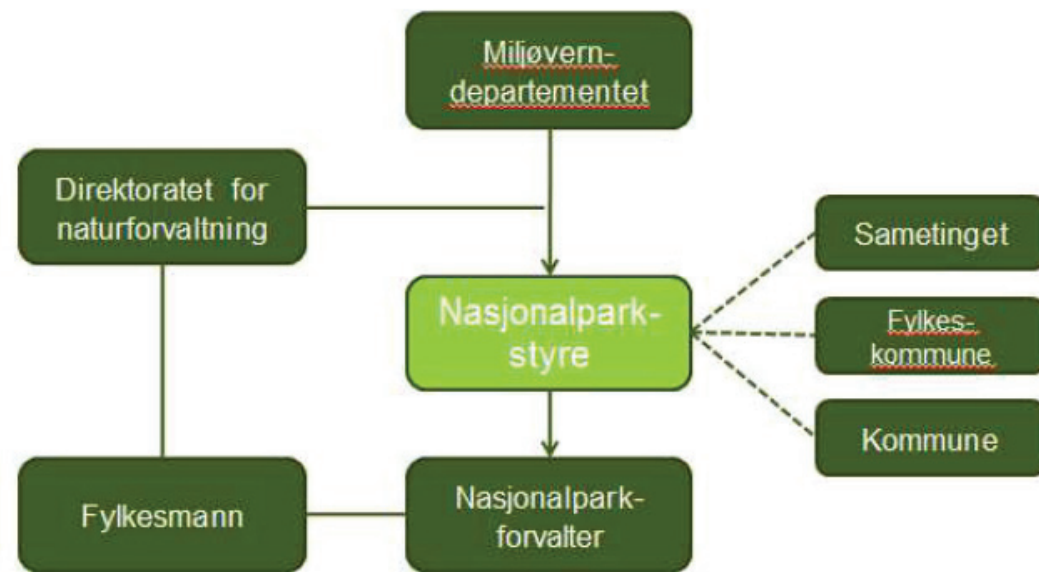 Miljøvern-
departementet
Direktoratet for
naturforvaltning
Sametinget
Nasjonalpark-
styre
Fylkes-
kommune
Kommune
Fylkesmann
Nasjonalpark-
forvalter